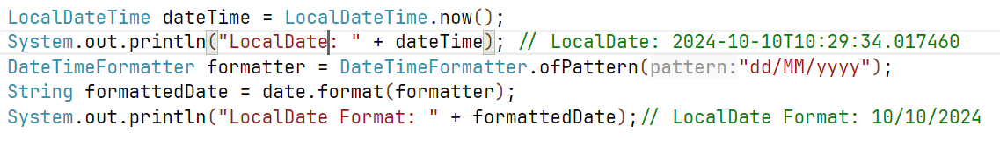 LocalDateTime dateTime = LocalDateTime.now();
System.out.println("LocalDate: " + dateTime); // LocalDate: 2024-10-10T10:29:34.017460
DateTimeFormatter formatter = DateTimeFormatter.ofPattern(pattern:"dd/MM/yyyy");
String formattedDate = date.format(formatter);
System.out.println("LocalDate Format: " + formattedDate);// LocalDate Format: 10/10/2024